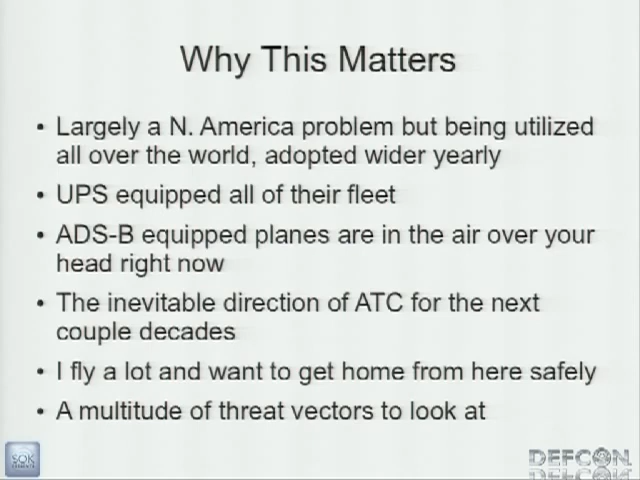 Why This Matters
• Largely a N. America problem but being utilized
all over the world, adopted wider yearly
• UPS equipped all of their fleet
• ADS-B equipped planes are in the air over your
head right now
• The inevitable direction of ATC for the next
couple decades
• I fly a lot and want to get home from here safely
• A multitude of threat vectors to look at
SOK
DEFCON